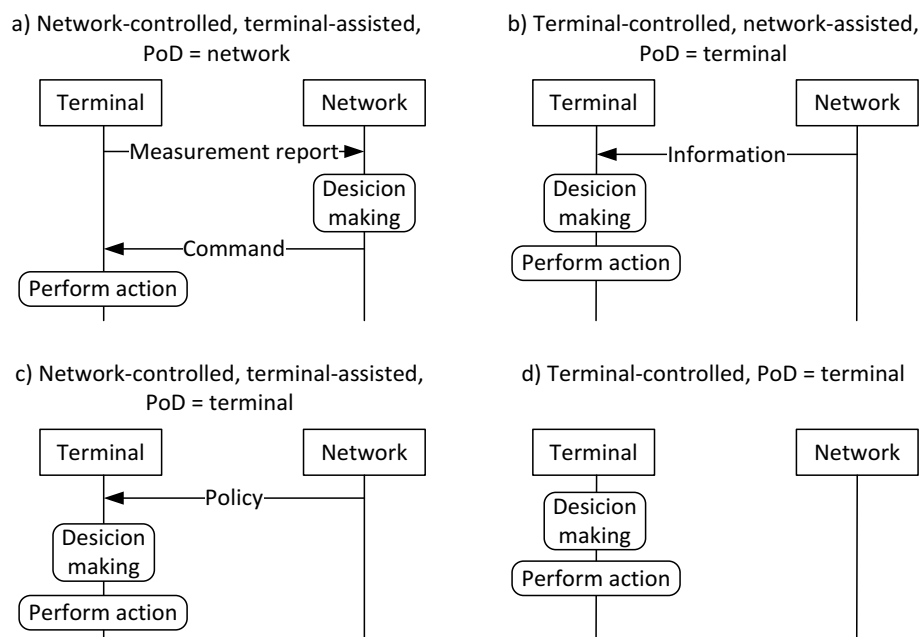 a) Network-controlled, terminal-assisted,
PoD = network
Terminal
Network
Measurement report
Desicion
making
Command
Perform action
b) Terminal-controlled, network-assisted,
PoD = terminal
Terminal
Network
Information
Desicion
making
Perform action
c) Network-controlled, terminal-assisted,
PoD = terminal
Terminal
Network
Policy
Desicion
making
Perform action
d) Terminal-controlled, PoD = terminal
Terminal
Network
Desicion
making
Perform action